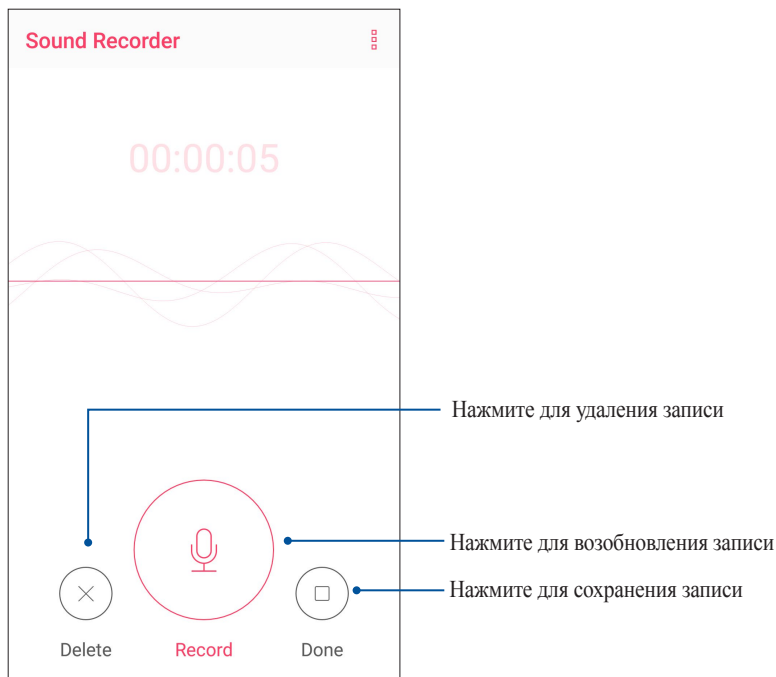 Sound Recorder
00:00:05
Нажмите для удаления записи
Нажмите для возобновления записи
Нажмите для сохранения записи
Delete Record Done